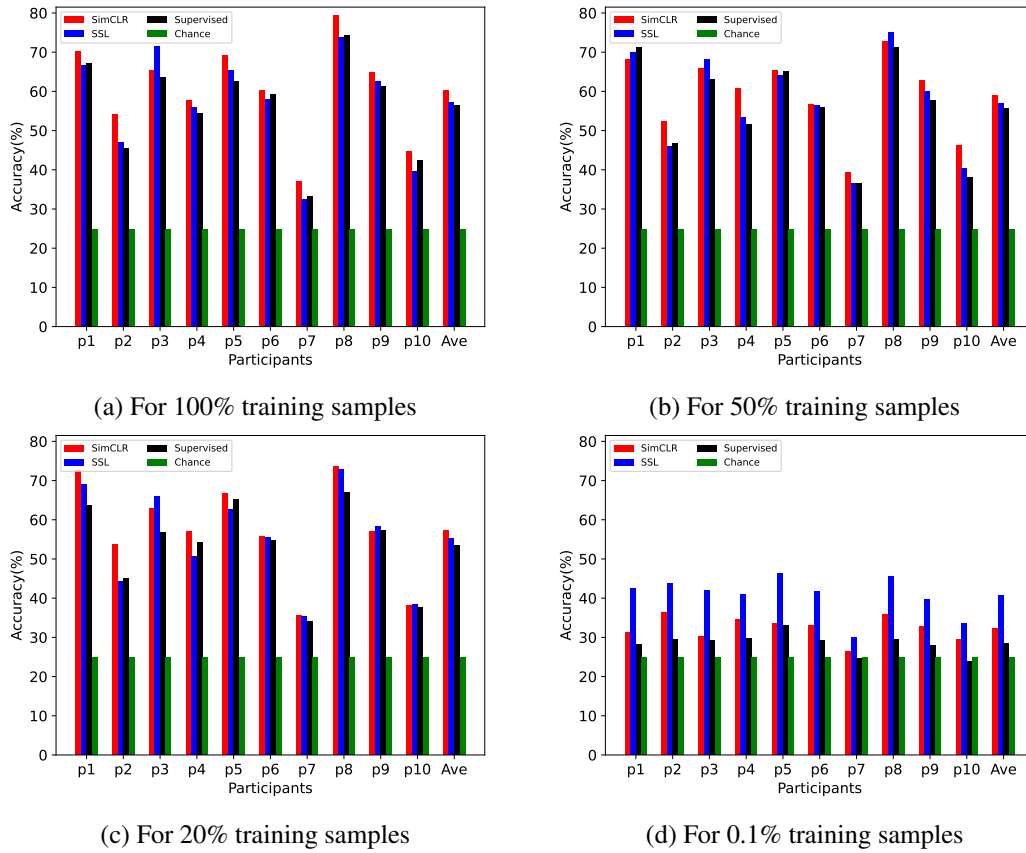 SimCLR Supervised
SSL Chance
80
70
60
50
40
30
20
10
0
Accuracy(%)
p1 p2 p3 p4 p5 p6 p7 p8 p9 p10 Ave
Participants
(a) For 100% training samples
SimCLR Supervised
SSL Chance
80
70
60
50
40
30
20
10
0
Accuracy(%)
p1 p2 p3 p4 p5 p6 p7 p8 p9 p10 Ave
Participants
(b) For 50% training samples
SimCLR Supervised
SSL Chance
80
70
60
50
40
30
20
10
0
Accuracy(%)
p1 p2 p3 p4 p5 p6 p7 p8 p9 p10 Ave
Participants
(c) For 20% training samples
SimCLR Supervised
SSL Chance
80
70
60
50
40
30
20
10
0
Accuracy(%)
p1 p2 p3 p4 p5 p6 p7 p8 p9 p10 Ave
Participants
(d) For 0.1% training samples